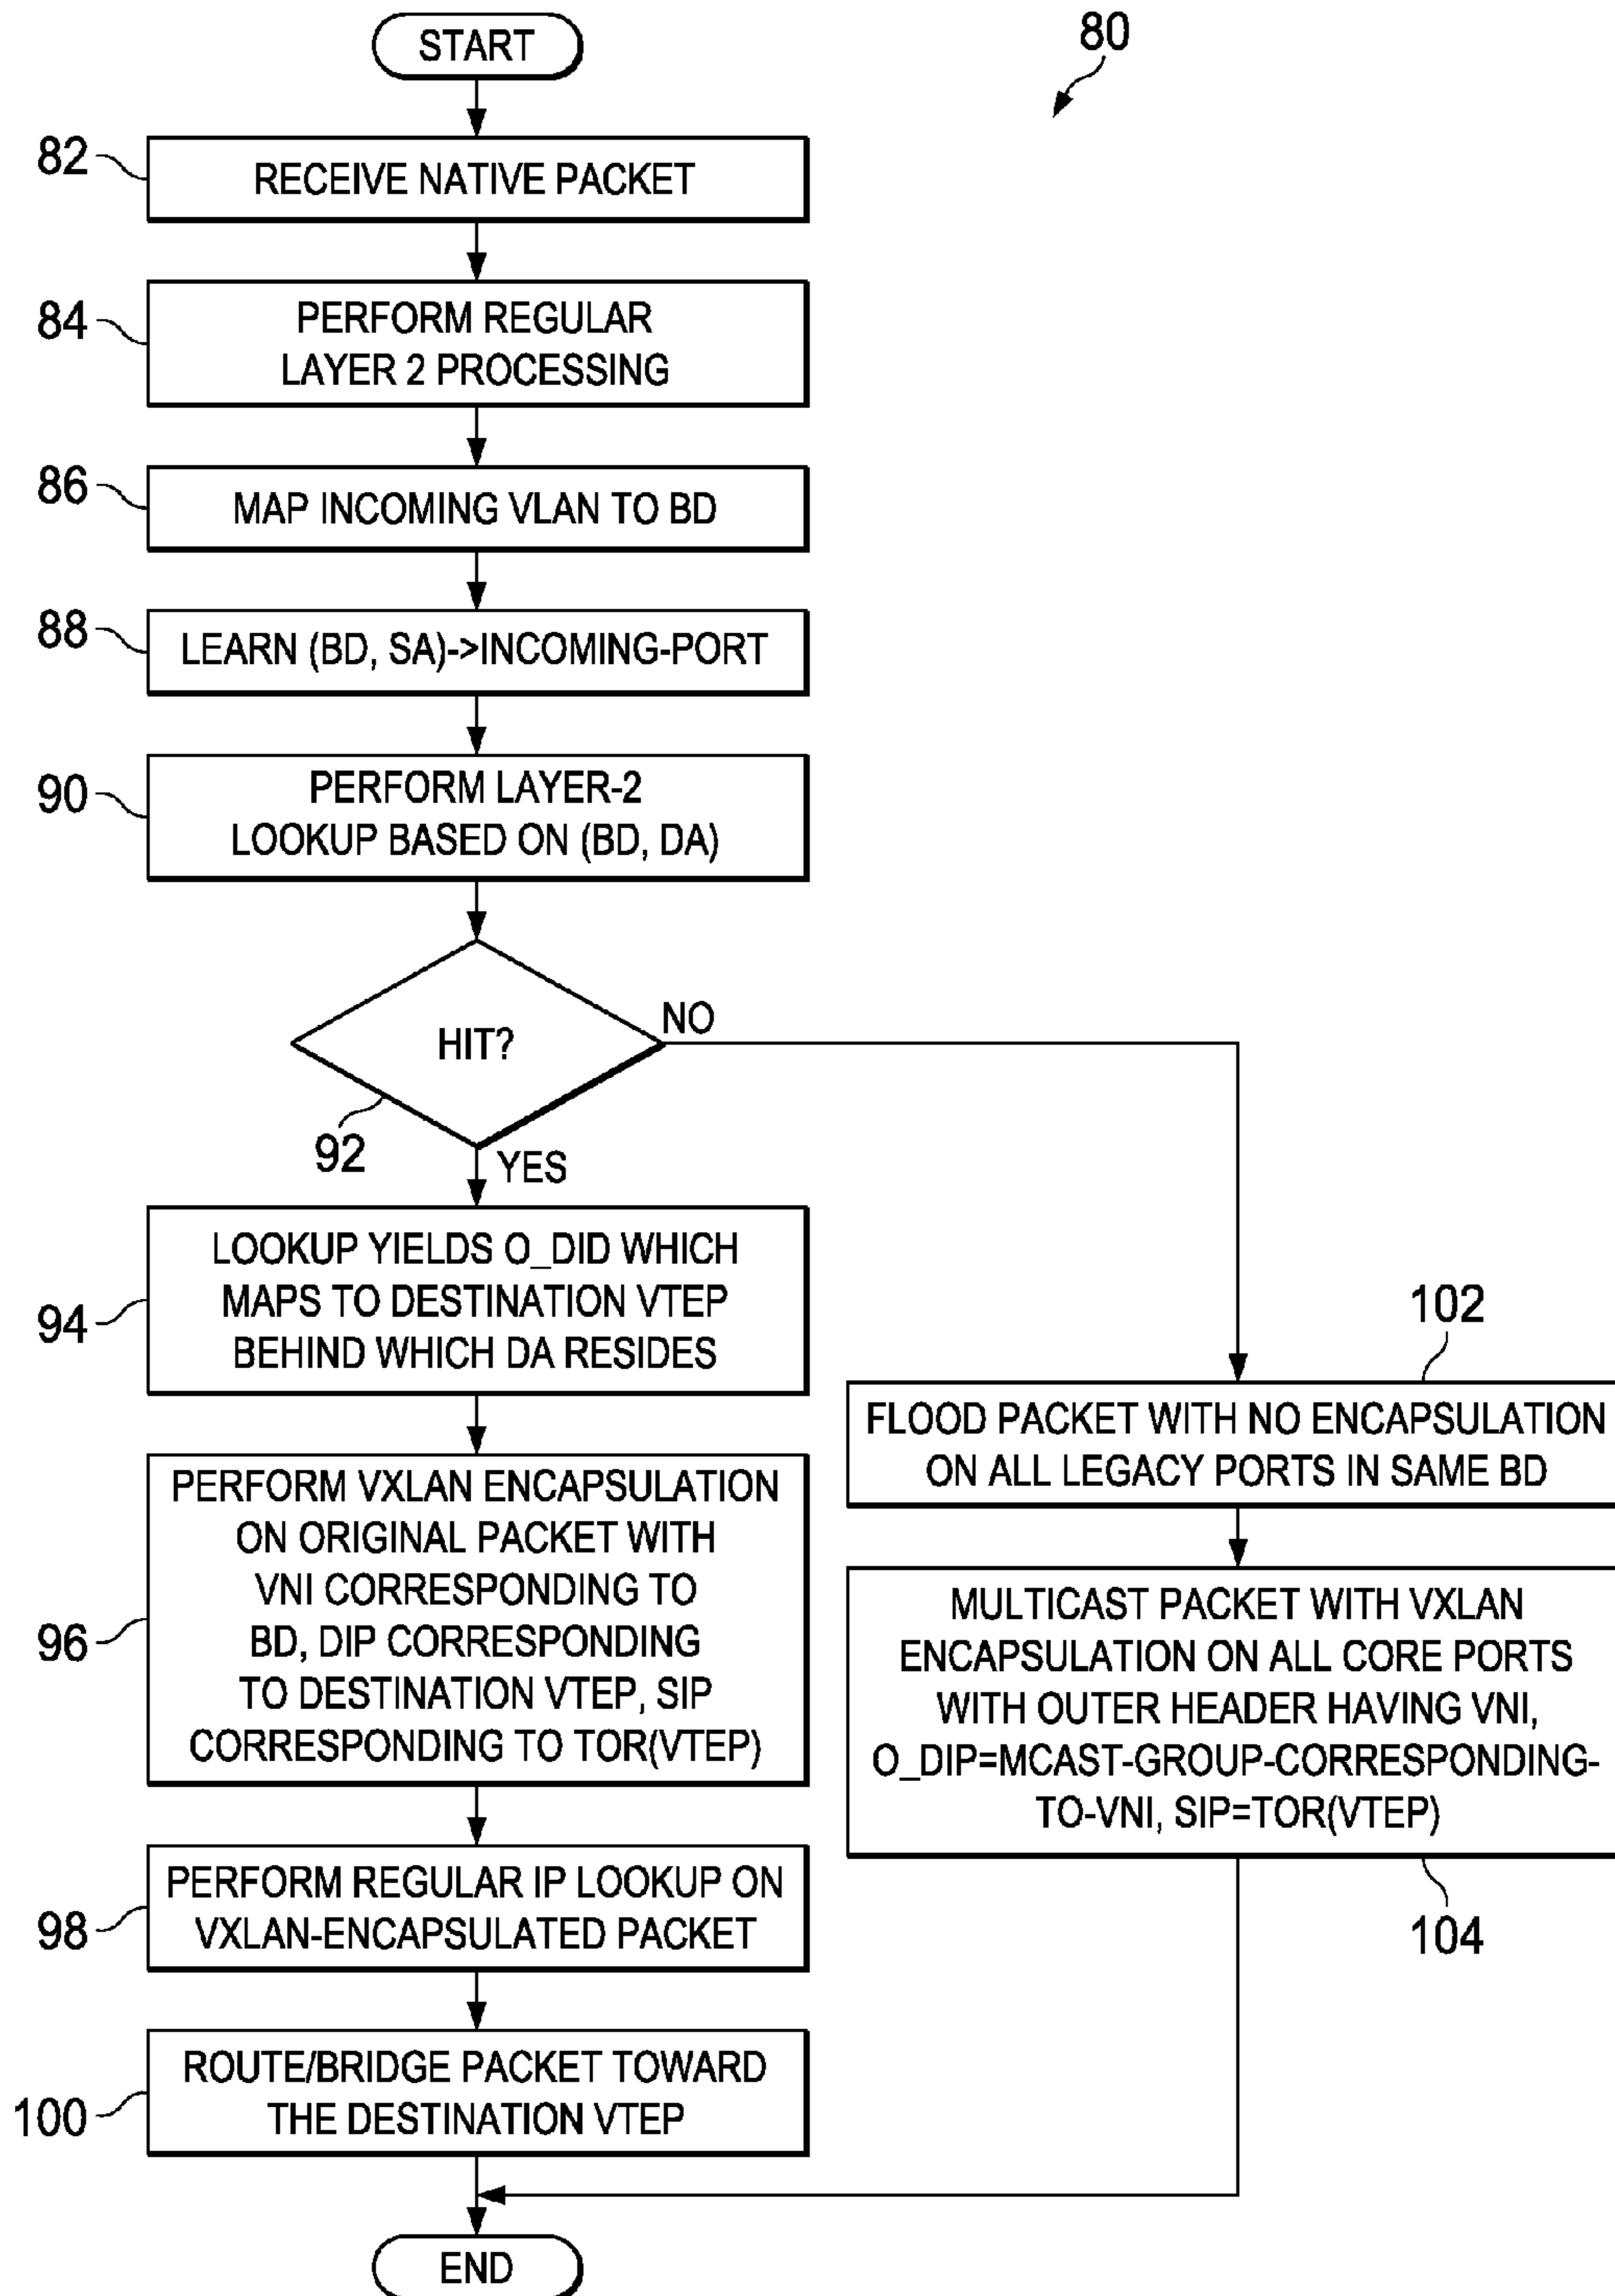 START
80
82
RECEIVE NATIVE PACKET
84
PERFORM REGULAR
LAYER 2 PROCESSING
86
MAP INCOMING VLAN TO BD
88
LEARN (BD, SA)->INCOMING-PORT
90
PERFORM LAYER-2
LOOKUP BASED ON (BD, DA)
HIT?
NO
92
YES
94
LOOKUP YIELDS O_DID WHICH
MAPS TO DESTINATION VTEP
BEHIND WHICH DA RESIDES
96
PERFORM VXLAN ENCAPSULATION
ON ORIGINAL PACKET WITH
VNI CORRESPONDING TO
BD, DIP CORRESPONDING
TO DESTINATION VTEP, SIP
CORRESPONDING TO TOR(VTEP)
98
PERFORM REGULAR IP LOOKUP ON
VXLAN-ENCAPSULATED PACKET
100
ROUTE/BRIDGE PACKET TOWARD
THE DESTINATION VTEP
102
FLOOD PACKET WITH NO ENCAPSULATION
ON ALL LEGACY PORTS IN SAME BD
MULTICAST PACKET WITH VXLAN
ENCAPSULATION ON ALL CORE PORTS
WITH OUTER HEADER HAVING VNI,
O_DIP=MCAST-GROUP-CORRESPONDING-
TO-VNI, SIP=TOR(VTEP)
104
END